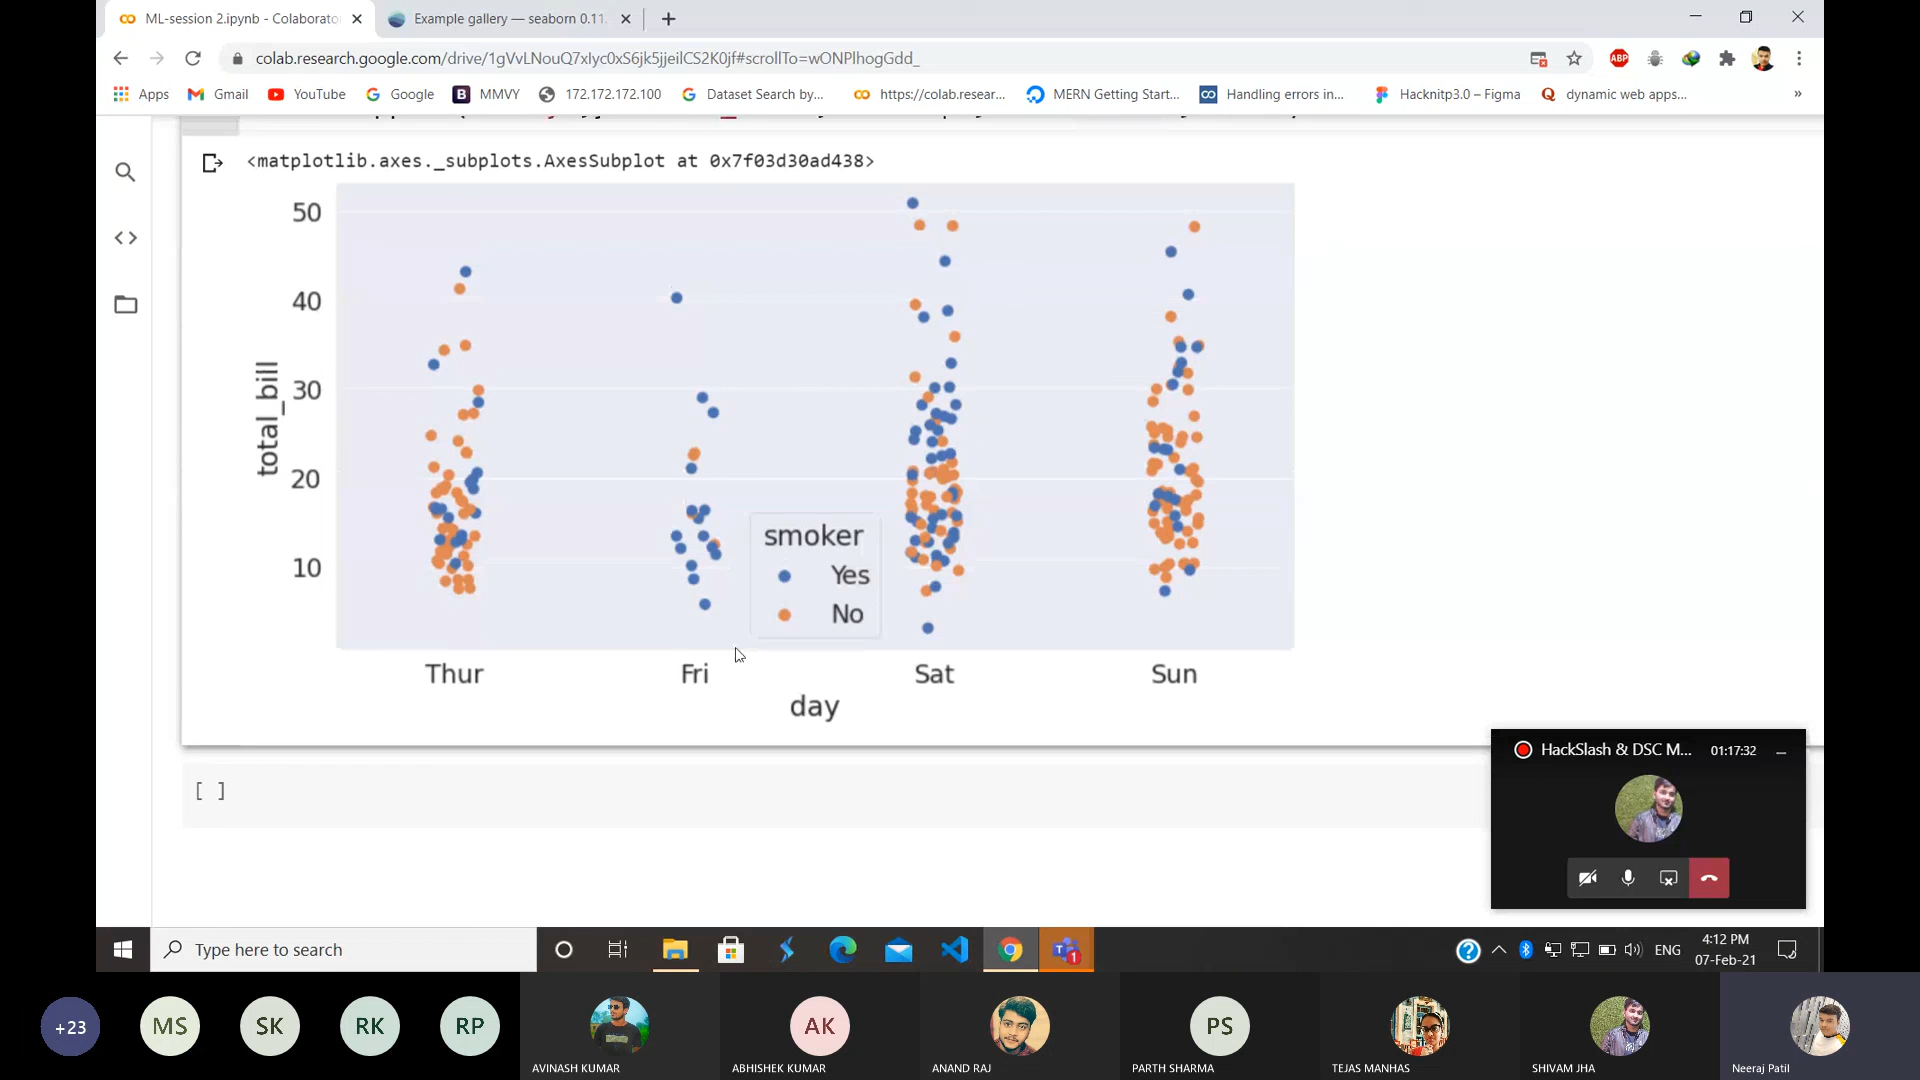 ML-session 2.ipynb - Colaborato
Example gallery — seaborn 0.11.
colab.research.google.com/drive/1gVvLNouQ7xIyc0xS6jk5jjeilCS2K0jf#scrollTo=wONPlhogGdd_
ABP
Apps
Gmail
YouTube
Google
B MMVY
172.172.172.100
Dataset Search by...
https://colab.resear...
MERN Getting Start...
Handling errors in...
Hacknitp3.0 – Figma
dynamic web apps...
»
<matplotlib.axes._subplots.AxesSubplot at 0x7f03d30ad438>
50
40
30
20
10
total_bill
smoker
Yes
No
Thur
Fri
Sat
Sun
day
[ ]
HackSlash & DSC M...
01:17:32
Type here to search
1
ENG
4:12 PM
07-Feb-21
+23
MS
SK
RK
RP
AVINASH KUMAR
AK
ABHISHEK KUMAR
ANAND RAJ
PS
PARTH SHARMA
TEJAS MANHAS
SHIVAM JHA
Neeraj Patil